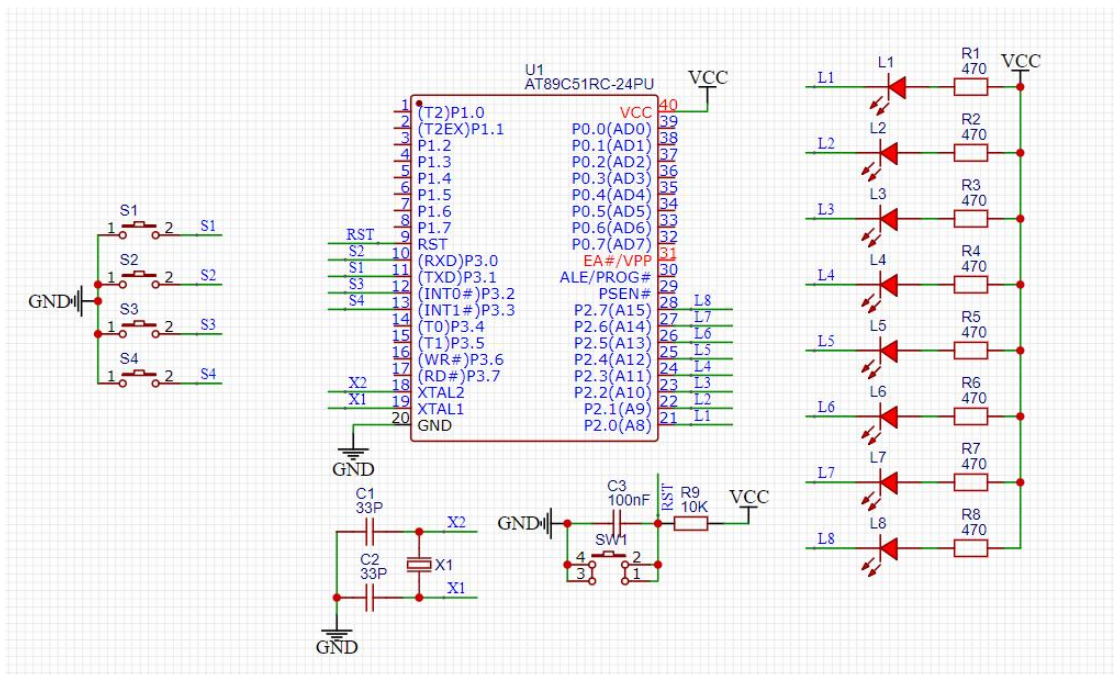 U1
AT89C51RC-24PU
VCC
1 (T2)P1.0
2 (T2EX)P1.1
3 P1.2
4 P1.3
5 P1.4
6 P1.5
7 P1.6
8 P1.7
RST 9 RST
S2 10 (RXD)P3.0
S1 11 (TXD)P3.1
S3 12 (INT0#)P3.2
S4 13 (INT1#)P3.3
14 (T0)P3.4
15 (T1)P3.5
16 (WR#)P3.6
17 (RD#)P3.7
X2 18 XTAL2
X1 19 XTAL1
20 GND
GND
VCC 40
P0.0(AD0) 39
P0.1(AD1) 38
P0.2(AD2) 37
P0.3(AD3) 36
P0.4(AD4) 35
P0.5(AD5) 34
P0.6(AD6) 33
P0.7(AD7) 32
EA#/VPP 31
ALE/PROG# 30
PSEN# 29
P2.7(A15) 28 L8
P2.6(A14) 27 L7
P2.5(A13) 26 L6
P2.4(A12) 25 L5
P2.3(A11) 24 L4
P2.2(A10) 23 L3
P2.1(A9) 22 L2
P2.0(A8) 21 L1
S1
1 2 S1
S2
1 2 S2
GND
S3
1 2 S3
S4
1 2 S4
C1
33P
X2
C2
33P
X1
X1
GND
C3
100nF
RST
R9
10K
VCC
GND
SW1
4 2
3 1
VCC
L1 L1 R1
470
L2 L2 R2
470
L3 L3 R3
470
L4 L4 R4
470
L5 L5 R5
470
L6 L6 R6
470
L7 L7 R7
470
L8 L8 R8
470